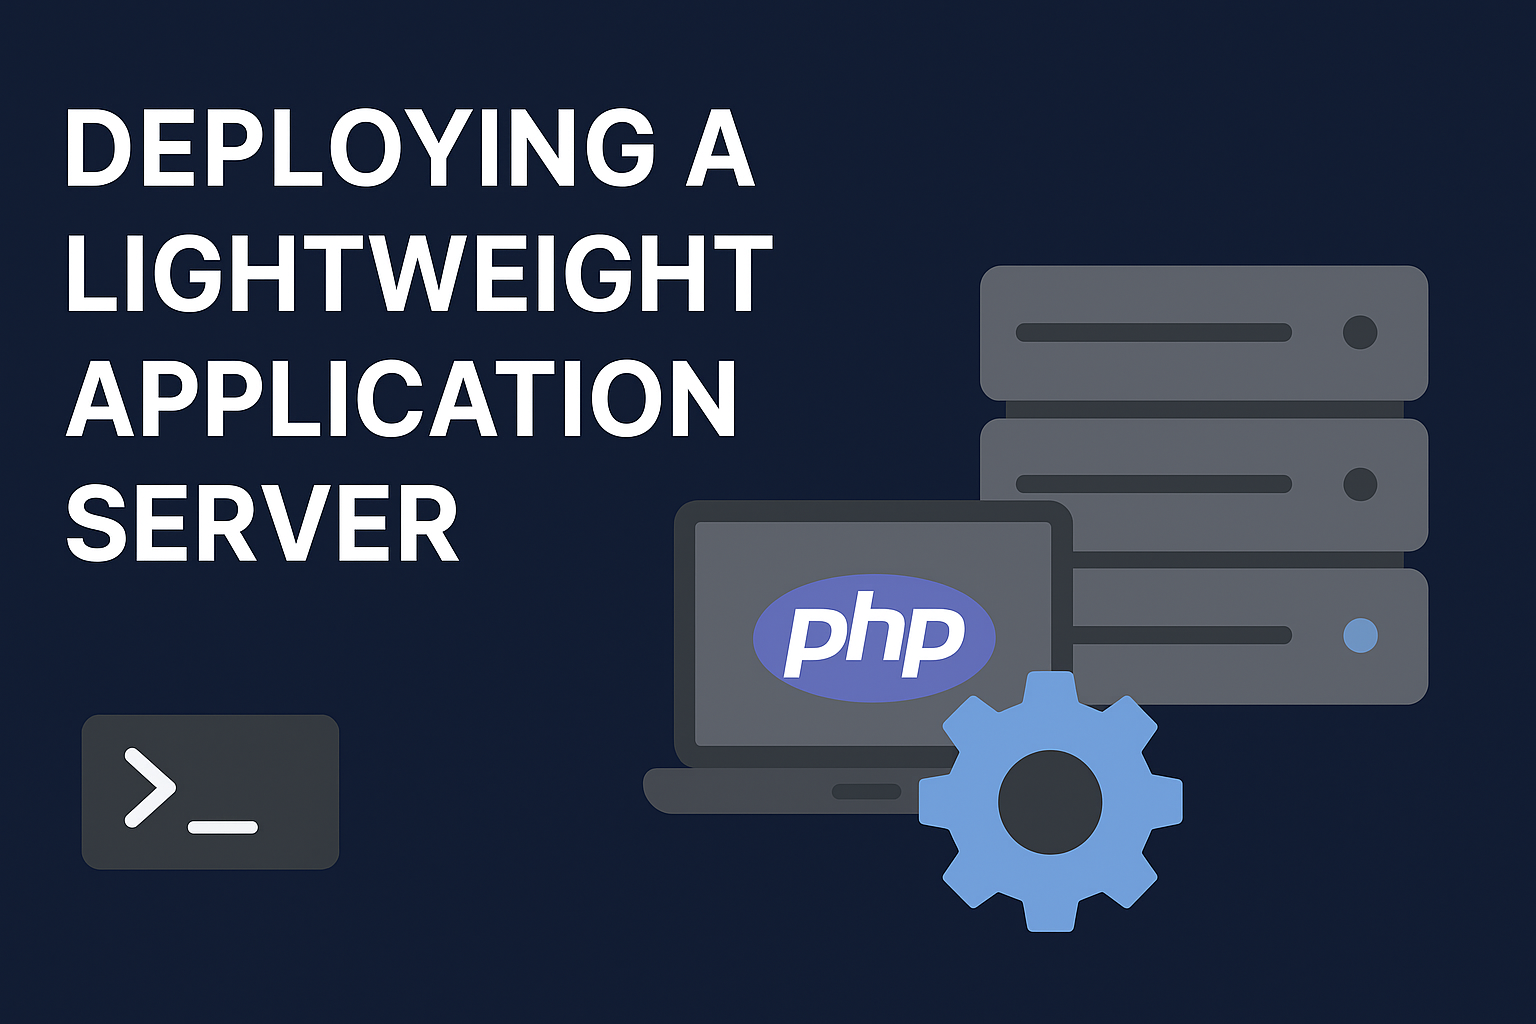 DEPLOYING A
LIGHTWEIGHT
APPLICATION
SERVER
php
>_